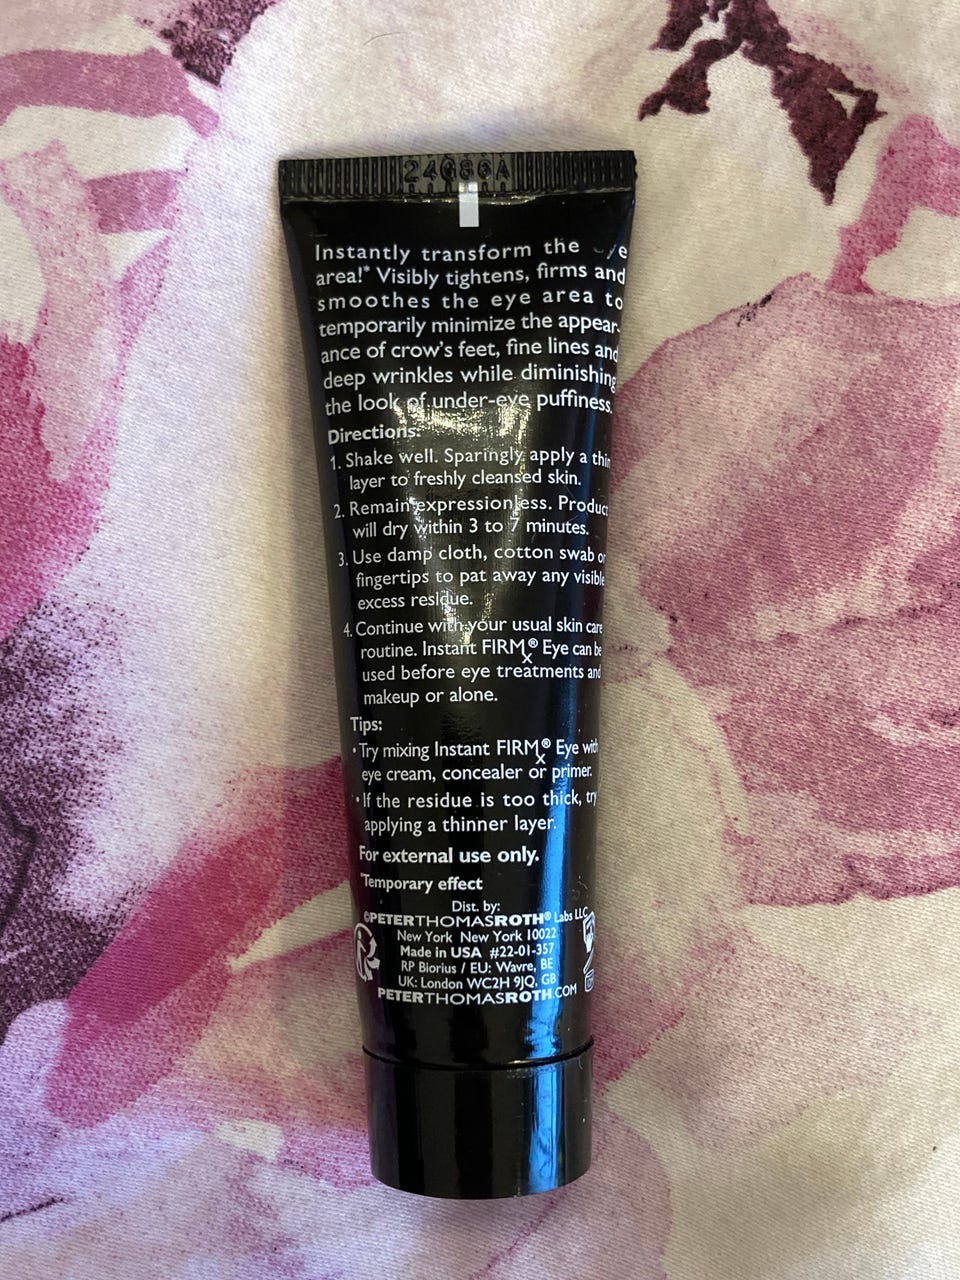 24086A
Instantly transform the eye
area!* Visibly tightens, firms and
smoothes the eye area to
temporarily minimize the appear-
ance of crow's feet, fine lines and
deep wrinkles while diminishing
the look of under-eye puffiness.
Directions:
1. Shake well. Sparingly apply a thin
layer to freshly cleansed skin.
2. Remain expressionless. Product
will dry within 3 to 7 minutes.
3. Use damp cloth, cotton swab or
fingertips to pat away any visible
excess residue.
4. Continue with your usual skin care
routine. Instant FIRMx® Eye can be
used before eye treatments and
makeup or alone.
Tips:
• Try mixing Instant FIRMx® Eye with
eye cream, concealer or primer.
• If the residue is too thick, try
applying a thinner layer.
For external use only.
*Temporary effect
Dist. by:
©PETERTHOMASROTH® Labs LLC
New York New York 10022
Made in USA #22-01-357
RP Biorius / EU: Wavre, BE
UK: London WC2H 9JQ, GB
PETERTHOMASROTH.COM